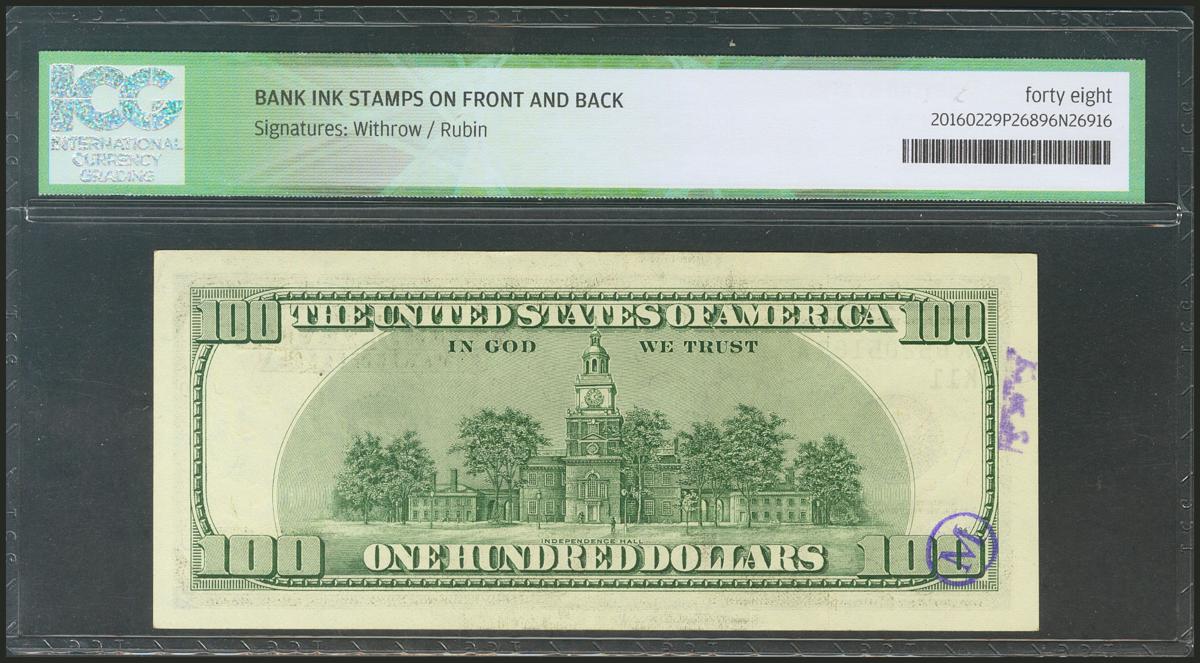 ICG
INTERNATIONAL
CURRENCY
GRADING
BANK INK STAMPS ON FRONT AND BACK
Signatures: Withrow / Rubin
forty eight
20160229P26896N26916
100 THE UNITED STATES OF AMERICA 100
IN GOD WE TRUST
INDEPENDENCE HALL
100 ONE HUNDRED DOLLARS 100
M